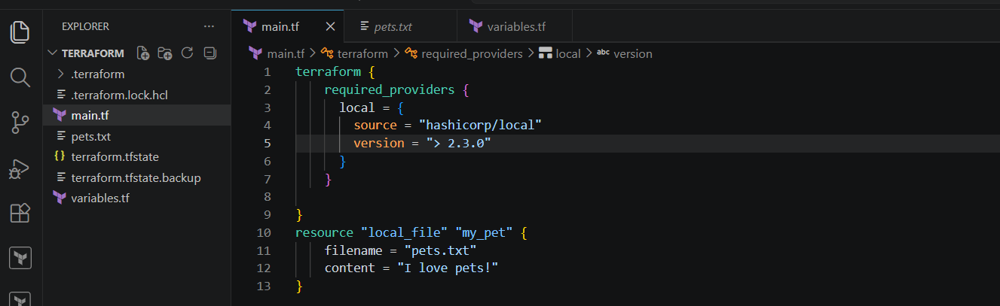 EXPLORER ...
TERRAFORM
.terraform
.terraform.lock.hcl
main.tf
pets.txt
terraform.tfstate
terraform.tfstate.backup
variables.tf
main.tf pets.txt variables.tf
main.tf > terraform > required_providers > local > abc version
1 terraform {
2 required_providers {
3 local = {
4 source = "hashicorp/local"
5 version = "> 2.3.0"
6 }
7 }
8
9 }
10 resource "local_file" "my_pet" {
11 filename = "pets.txt"
12 content = "I love pets!"
13 }